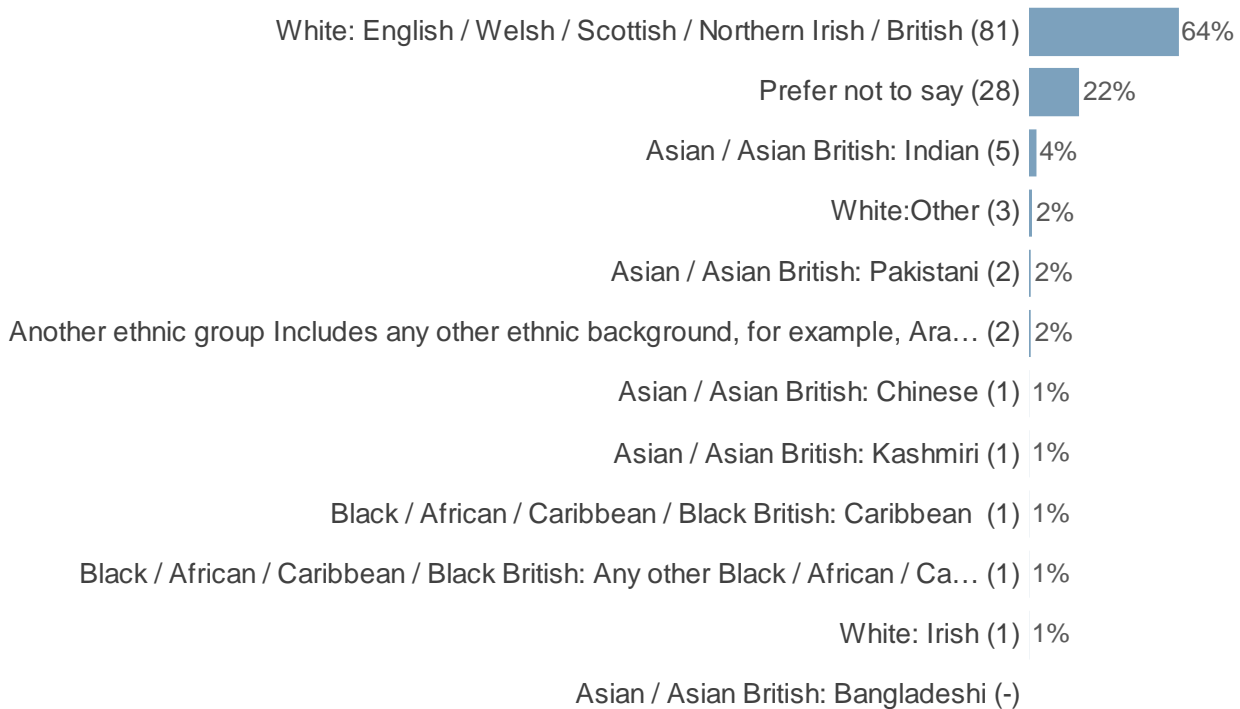 White: English / Welsh / Scottish / Northern Irish / British (81) 64%
Prefer not to say (28) 22%
Asian / Asian British: Indian (5) 4%
White:Other (3) 2%
Asian / Asian British: Pakistani (2) 2%
Another ethnic group Includes any other ethnic background, for example, Ara… (2) 2%
Asian / Asian British: Chinese (1) 1%
Asian / Asian British: Kashmiri (1) 1%
Black / African / Caribbean / Black British: Caribbean (1) 1%
Black / African / Caribbean / Black British: Any other Black / African / Ca… (1) 1%
White: Irish (1) 1%
Asian / Asian British: Bangladeshi (-)